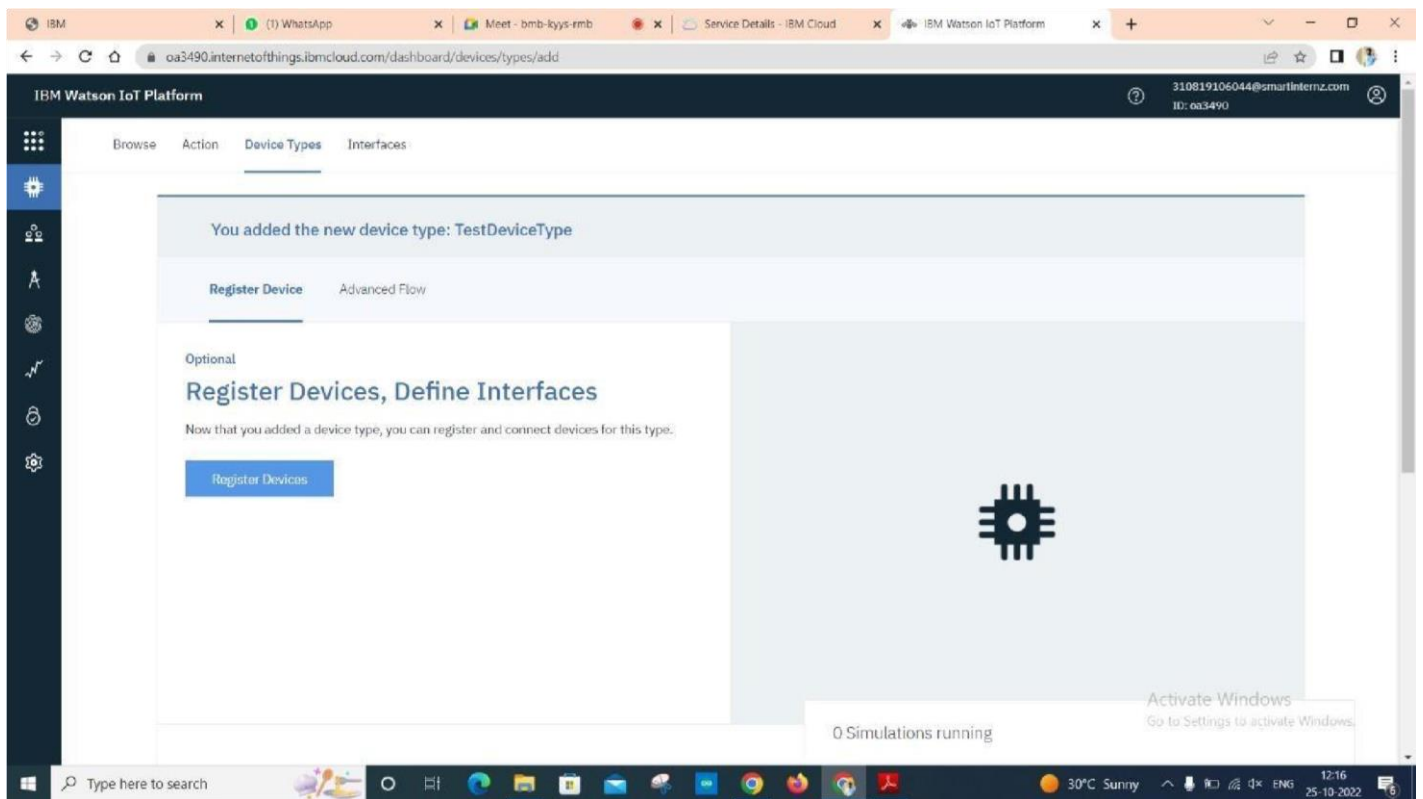 IBM
(1) WhatsApp
Meet - bmb-kyys-rmb
Service Details - IBM Cloud
IBM Watson IoT Platform
oa3490.internetofthings.ibmcloud.com/dashboard/devices/types/add
IBM Watson IoT Platform
310819106044@smartinternz.com
ID: oa3490
Browse Action Device Types Interfaces
You added the new device type: TestDeviceType
Register Device Advanced Flow
Optional
Register Devices, Define Interfaces
Now that you added a device type, you can register and connect devices for this type.
Register Devices
Activate Windows
Go to Settings to activate Windows.
0 Simulations running
Type here to search
30°C Sunny
ENG
12:16
25-10-2022
6